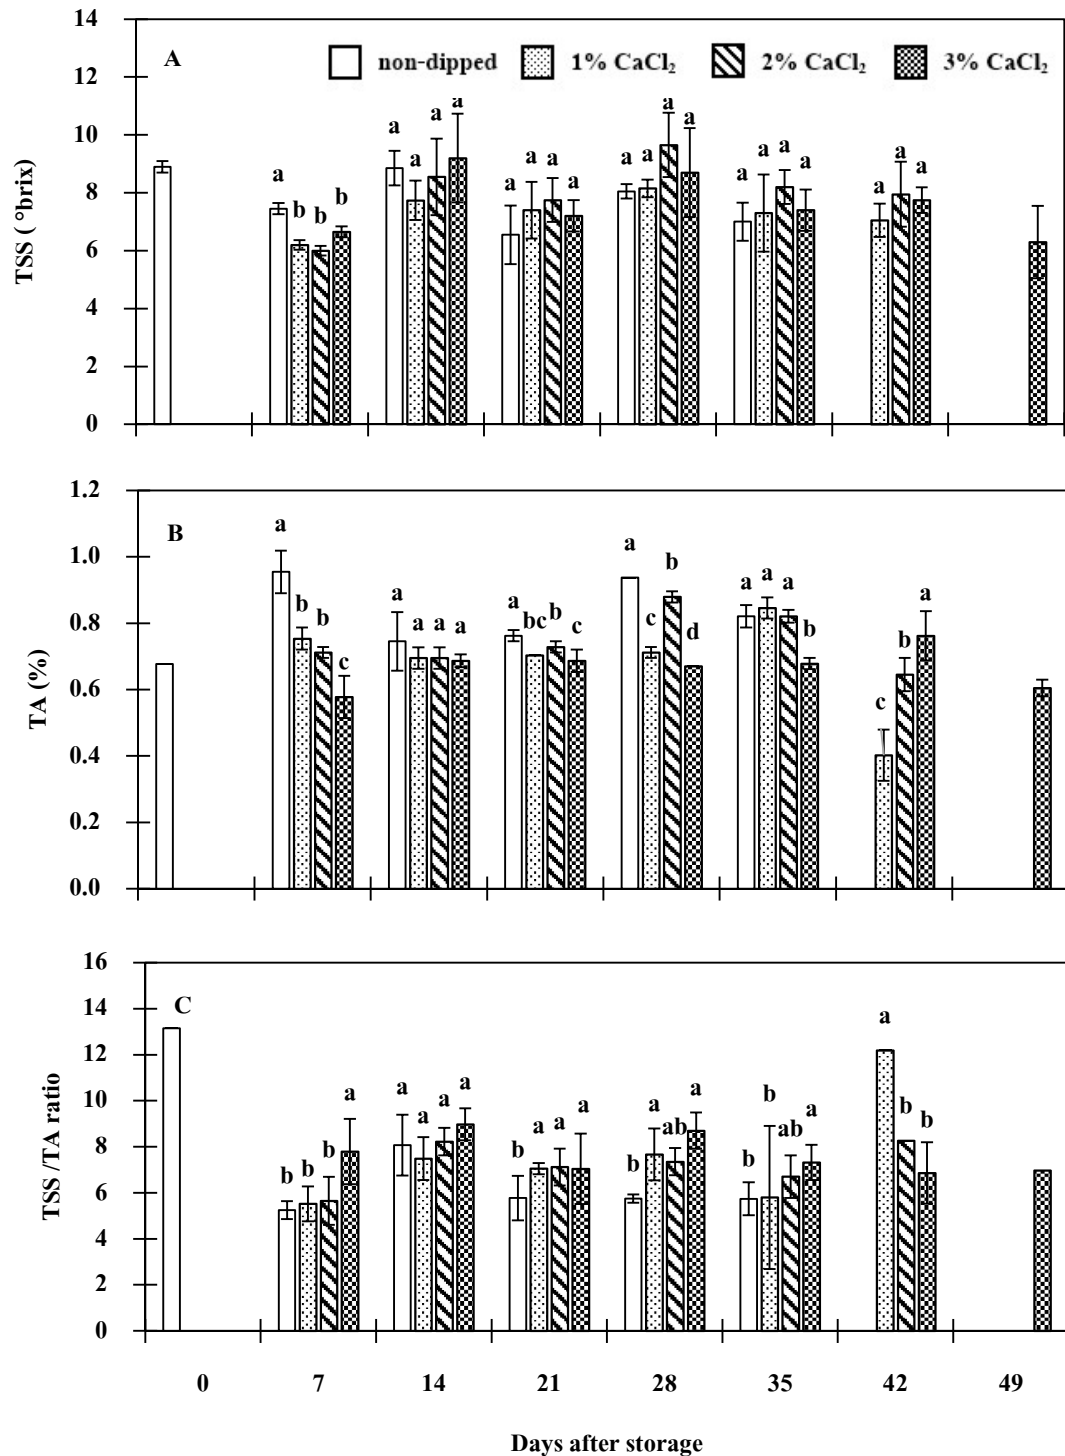 14
12
10
8
6
4
2
0
TSS ( °brix)
A
non-dipped 1% CaCl₂ 2% CaCl₂ 3% CaCl₂
a b b b
a a a a
a a a a
a a a a
a a a a
a a a
1.2
1.0
0.8
0.6
0.4
0.2
0.0
TA (%)
B
a b b c
a a a a
a bc b c
a c b d
a a a b
c b a
16
14
12
10
8
6
4
2
0
TSS /TA ratio
C
b b b a
a a a a
b a a a
b a ab a
b b ab a
a b b
0 7 14 21 28 35 42 49
Days after storage